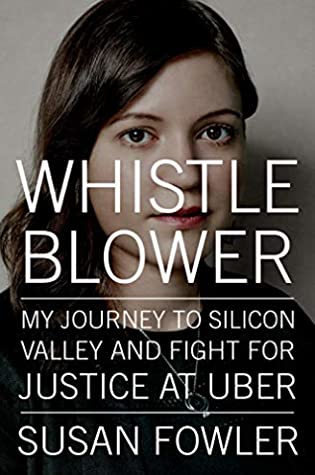 WHISTLE
BLOWER
MY JOURNEY TO SILICON
VALLEY AND FIGHT FOR
JUSTICE AT UBER
SUSAN FOWLER